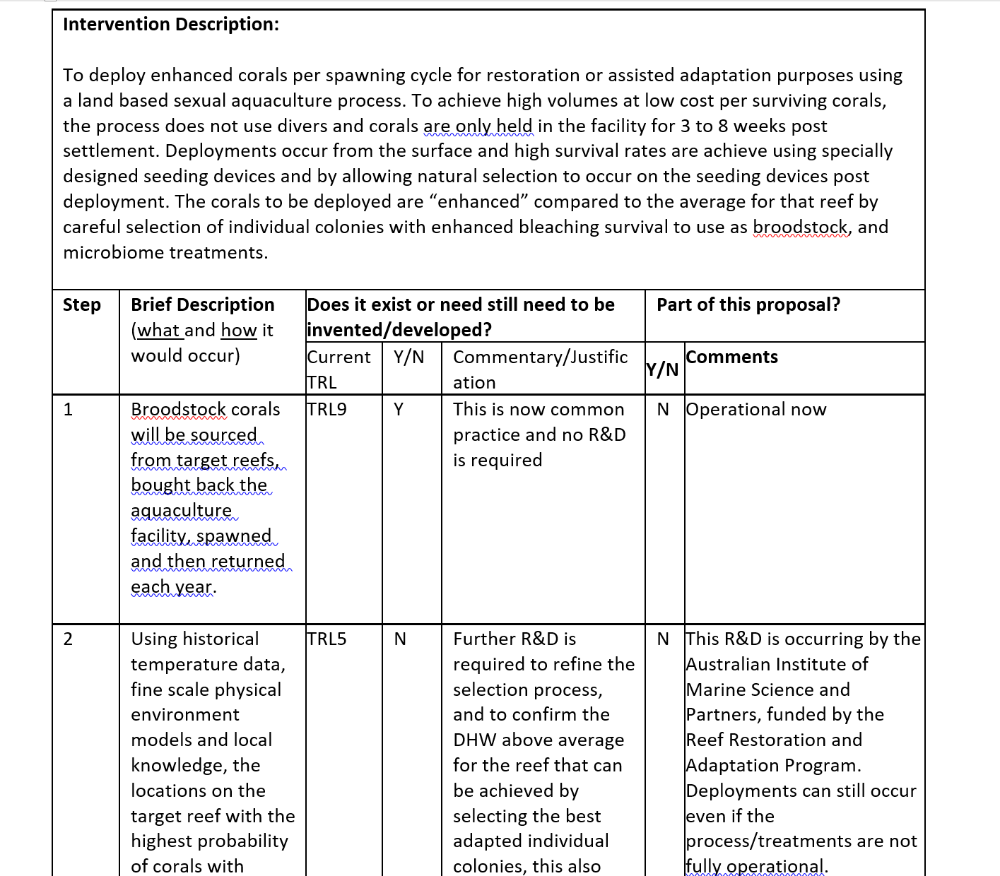 Intervention Description:
To deploy enhanced corals per spawning cycle for restoration or assisted adaptation purposes using
a land based sexual aquaculture process. To achieve high volumes at low cost per surviving corals,
the process does not use divers and corals are only held in the facility for 3 to 8 weeks post
settlement. Deployments occur from the surface and high survival rates are achieve using specially
designed seeding devices and by allowing natural selection to occur on the seeding devices post
deployment. The corals to be deployed are “enhanced” compared to the average for that reef by
careful selection of individual colonies with enhanced bleaching survival to use as broodstock, and
microbiome treatments.
Step
Brief Description
(what and how it
would occur)
Does it exist or need still need to be
invented/developed?
Part of this proposal?
Current
TRL
Y/N
Commentary/Justific
ation
Y/N
Comments
1
Broodstock corals
will be sourced
from target reefs,
bought back the
aquaculture
facility, spawned
and then returned
each year.
TRL9
Y
This is now common
practice and no R&D
is required
N
Operational now
2
Using historical
temperature data,
fine scale physical
environment
models and local
knowledge, the
locations on the
target reef with the
highest probability
of corals with
TRL5
N
Further R&D is
required to refine the
selection process,
and to confirm the
DHW above average
for the reef that can
be achieved by
selecting the best
adapted individual
colonies, this also
N
This R&D is occurring by the
Australian Institute of
Marine Science and
Partners, funded by the
Reef Restoration and
Adaptation Program.
Deployments can still occur
even if the
process/treatments are not
fully operational.